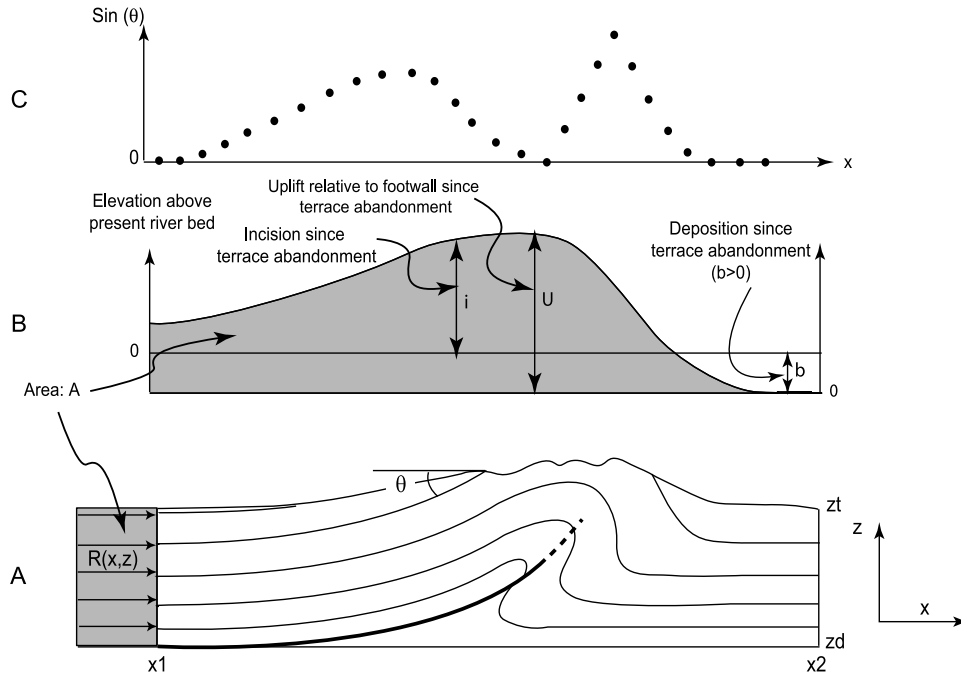 Sin (θ)
C
0
x
Elevation above
present river bed
Uplift relative to footwall since
terrace abandonment
Incision since
terrace abandonment
Deposition since
terrace abandonment
(b>0)
B
i
U
0
b
0
Area: A
θ
zt
z
R(x,z)
A
x
zd
x1
x2